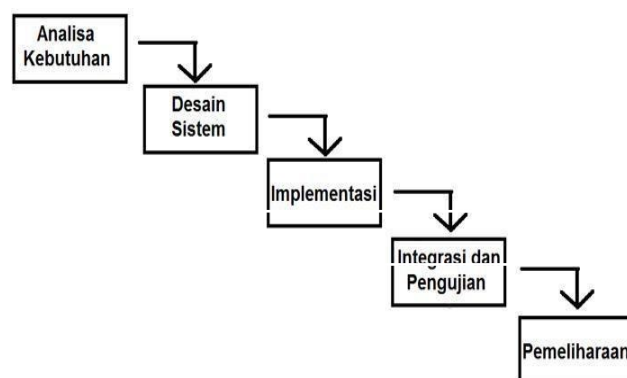 Analisa
Kebutuhan
Desain
Sistem
Implementasi
Integrasi dan
Pengujian
Pemeliharaan